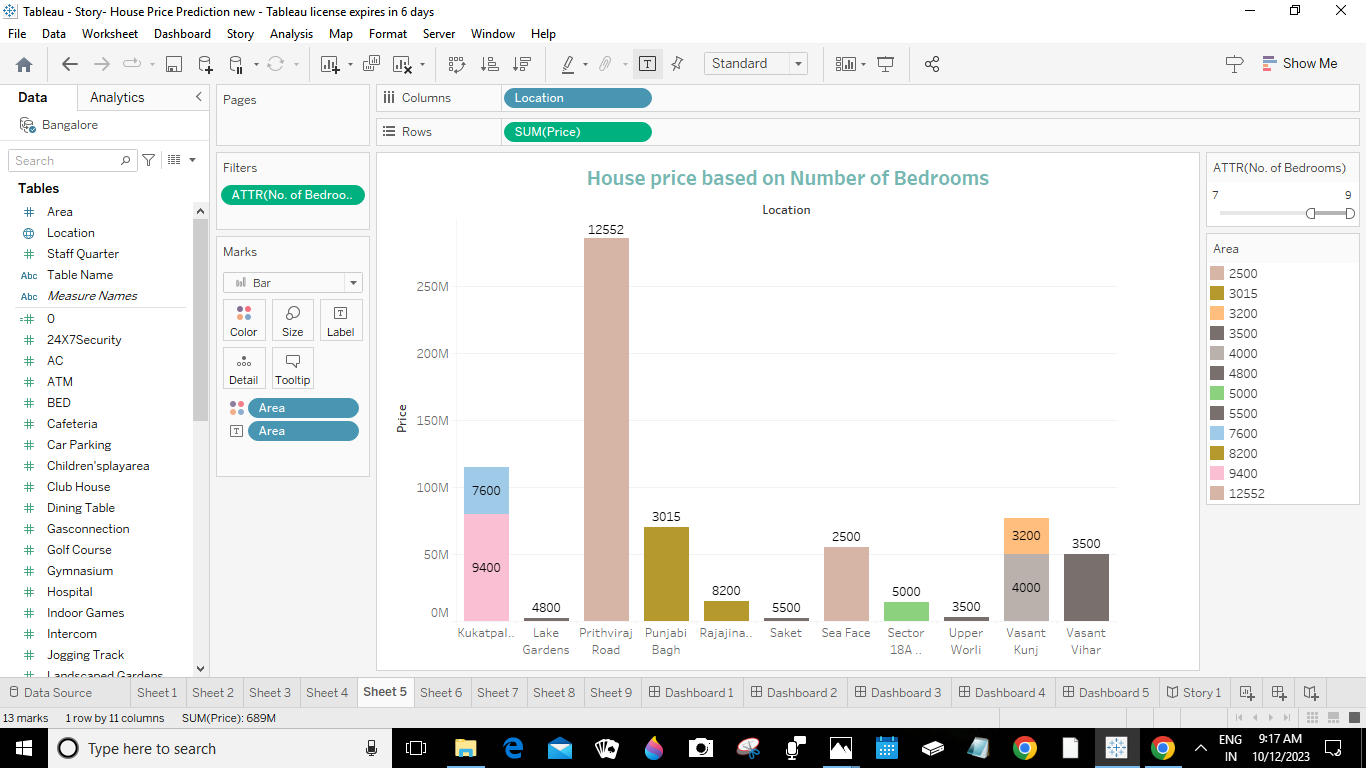 Tableau - Story- House Price Prediction new - Tableau license expires in 6 days
File Data Worksheet Dashboard Story Analysis Map Format Server Window Help
Standard
Show Me
Data Analytics
Bangalore
Search
Tables
# Area
Location
# Staff Quarter
Abc Table Name
Abc Measure Names
=# 0
# 24X7Security
# AC
# ATM
# BED
# Cafeteria
# Car Parking
# Children'splayarea
# Club House
# Dining Table
# Gasconnection
# Golf Course
# Gymnasium
# Hospital
# Indoor Games
# Intercom
# Jogging Track
# Landscaped Gardens
Pages
Filters
ATTR(No. of Bedroo..
Marks
Bar
Color Size Label
Detail Tooltip
Area
Area
Columns Location
Rows SUM(Price)
House price based on Number of Bedrooms
Location
Price
250M
200M
150M
100M
50M
0M
7600
9400
4800
12552
3015
8200
5500
2500
5000
3500
3200
4000
3500
Kukatpal..
Lake Gardens
Prithviraj Road
Punjabi Bagh
Rajajina..
Saket
Sea Face
Sector 18A ..
Upper Worli
Vasant Kunj
Vasant Vihar
ATTR(No. of Bedrooms)
7 9
Area
2500
3015
3200
3500
4000
4800
5000
5500
7600
8200
9400
12552
Data Source Sheet 1 Sheet 2 Sheet 3 Sheet 4 Sheet 5 Sheet 6 Sheet 7 Sheet 8 Sheet 9 Dashboard 1 Dashboard 2 Dashboard 3 Dashboard 4 Dashboard 5 Story 1
13 marks 1 row by 11 columns SUM(Price): 689M
Type here to search
ENG 9:17 AM
IN 10/12/2023